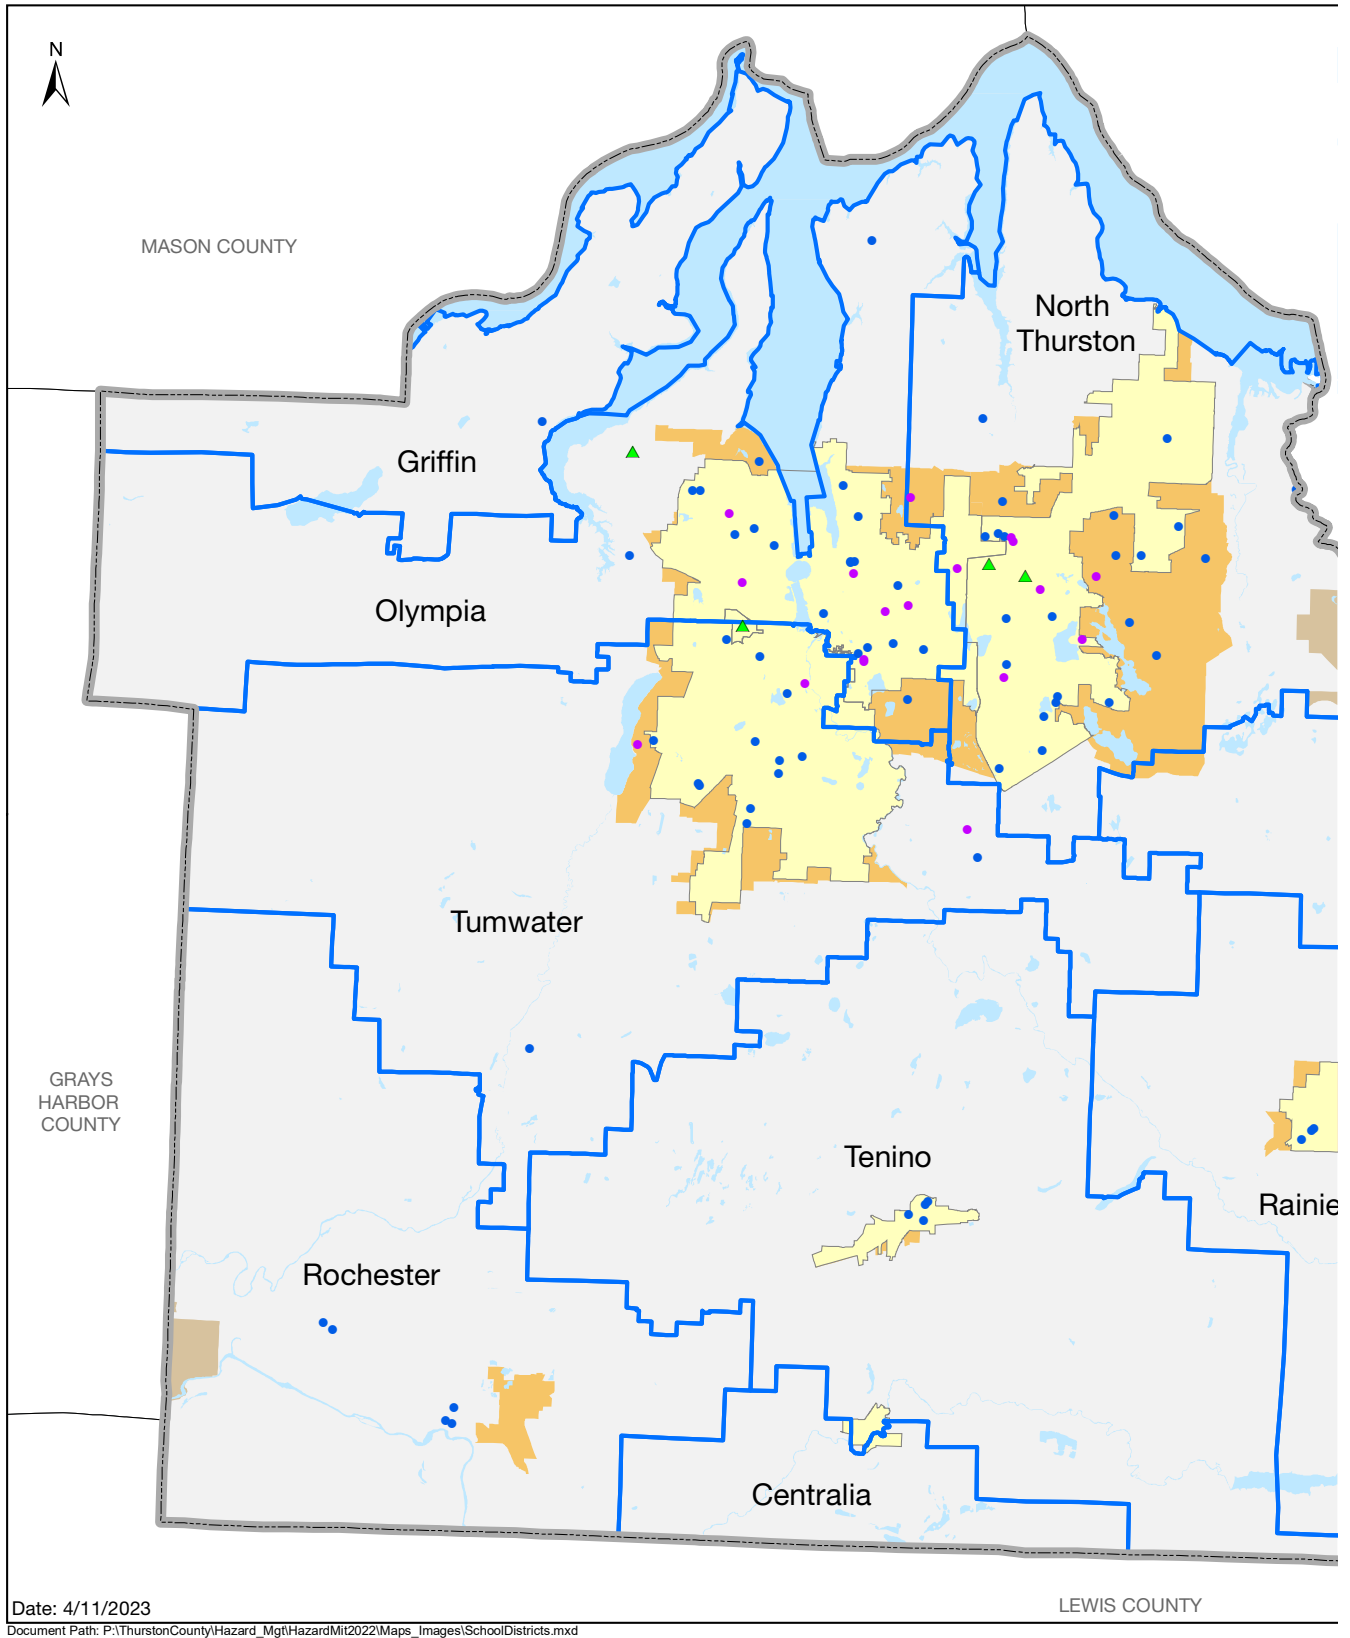 N
MASON COUNTY
North
Thurston
Griffin
Olympia
Tumwater
GRAYS
HARBOR
COUNTY
Tenino
Rainie
Rochester
Centralia
Date: 4/11/2023
LEWIS COUNTY
Document Path: P:\ThurstonCounty\Hazard_Mgt\HazardMit2022\Maps_Images\SchoolDistricts.mxd